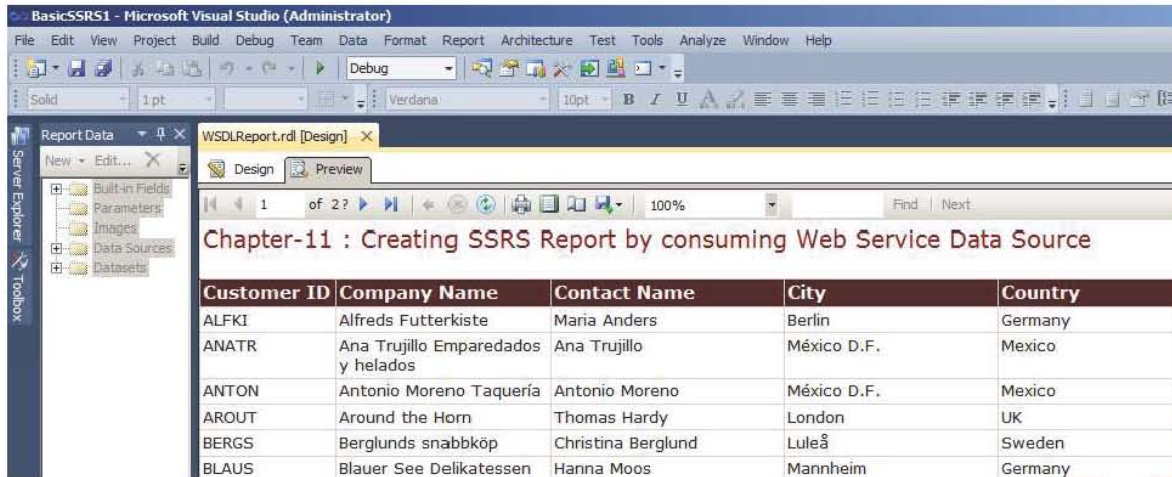 BasicSSRS1 - Microsoft Visual Studio (Administrator)
File Edit View Project Build Debug Team Data Format Report Architecture Test Tools Analyze Window Help
Debug
Solid 1 pt Verdana 10pt B I U A
Server Explorer
Toolbox
Report Data
WSDLReport.rdl [Design]
New Edit...
Design Preview
Built-in Fields
Parameters
Images
Data Sources
Datasets
1 of 2? 100% Find | Next
Chapter-11 : Creating SSRS Report by consuming Web Service Data Source
Customer ID Company Name Contact Name City Country
ALFKI Alfreds Futterkiste Maria Anders Berlin Germany
ANATR Ana Trujillo Emparedados y helados Ana Trujillo México D.F. Mexico
ANTON Antonio Moreno Taquería Antonio Moreno México D.F. Mexico
AROUT Around the Horn Thomas Hardy London UK
BERGS Berglunds snabbköp Christina Berglund Luleå Sweden
BLAUS Blauer See Delikatessen Hanna Moos Mannheim Germany